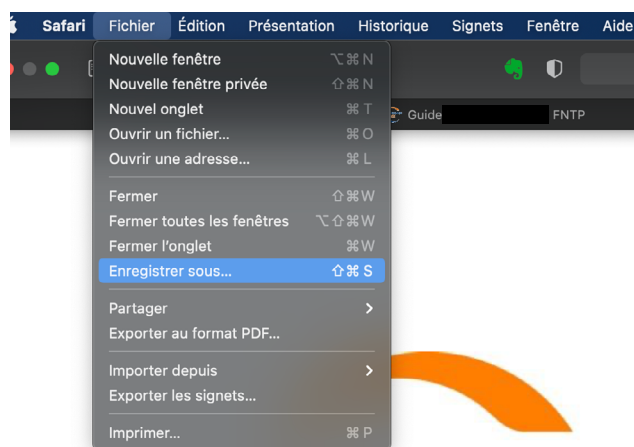 Safari Fichier Édition Présentation Historique Signets Fenêtre Aide
Nouvelle fenêtre ⌥⌘N
Nouvelle fenêtre privée ⇧⌘N
Nouvel onglet ⌘T
Guide FNTP
Ouvrir un fichier... ⌘O
Ouvrir une adresse... ⌘L
Fermer ⇧⌘W
Fermer toutes les fenêtres ⌥⇧⌘W
Fermer l'onglet ⌘W
Enregistrer sous... ⇧⌘S
Partager
Exporter au format PDF...
Importer depuis
Exporter les signets...
Imprimer... ⌘P